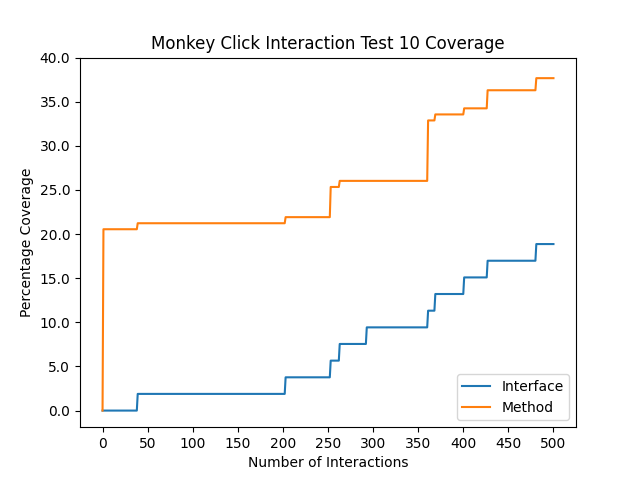 Monkey Click Interaction Test 10 Coverage
40.0
35.0
30.0
25.0
20.0
15.0
10.0
5.0
0.0
Percentage Coverage
Interface
Method
0 50 100 150 200 250 300 350 400 450 500
Number of Interactions